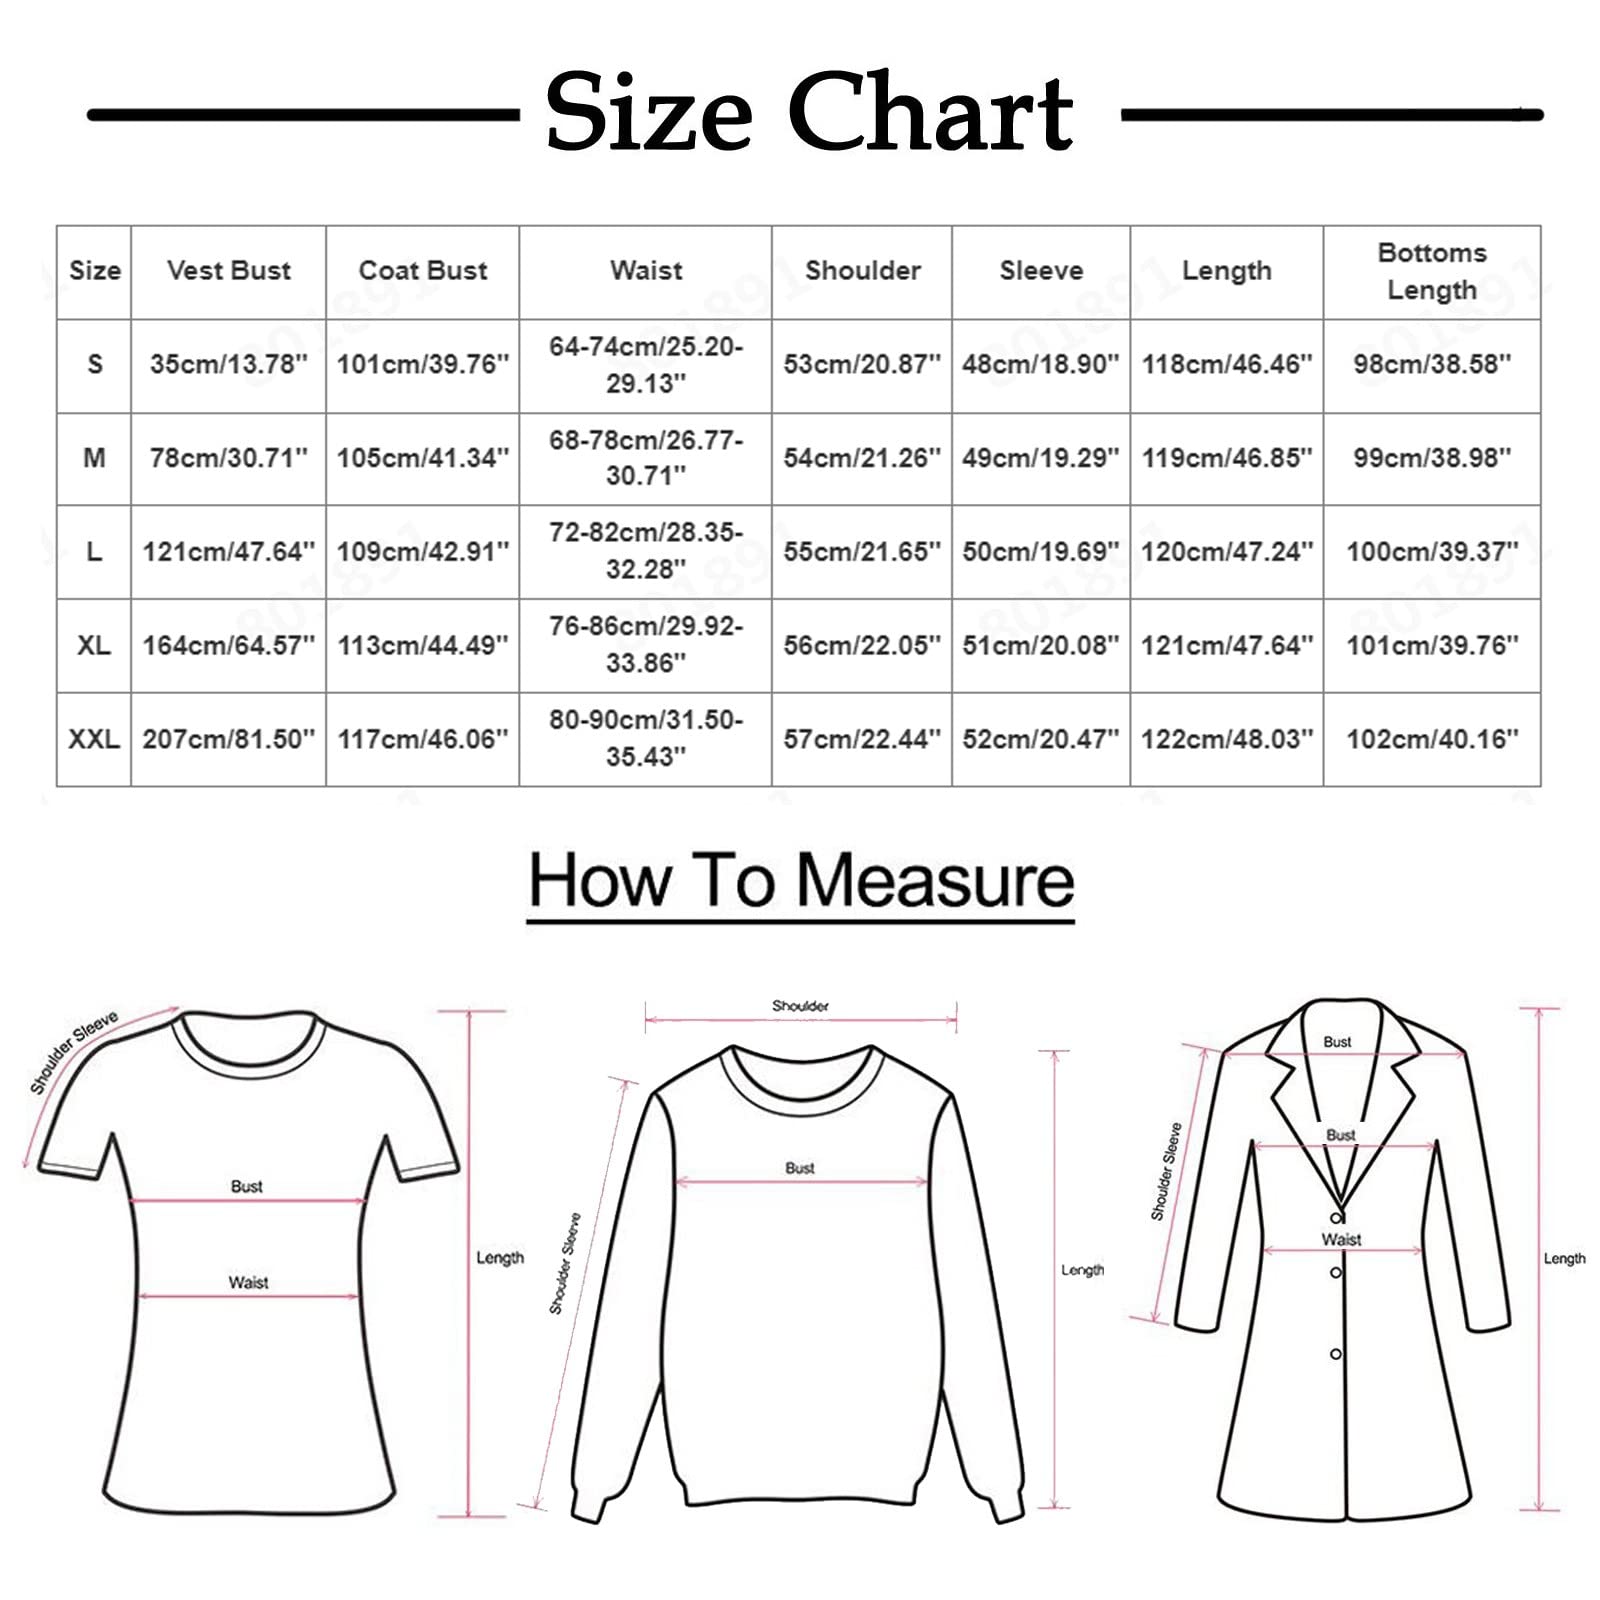 Size Chart
Size Vest Bust Coat Bust Waist Shoulder Sleeve Length Bottoms Length
S 35cm/13.78" 101cm/39.76" 64-74cm/25.20-29.13" 53cm/20.87" 48cm/18.90" 118cm/46.46" 98cm/38.58"
M 78cm/30.71" 105cm/41.34" 68-78cm/26.77-30.71" 54cm/21.26" 49cm/19.29" 119cm/46.85" 99cm/38.98"
L 121cm/47.64" 109cm/42.91" 72-82cm/28.35-32.28" 55cm/21.65" 50cm/19.69" 120cm/47.24" 100cm/39.37"
XL 164cm/64.57" 113cm/44.49" 76-86cm/29.92-33.86" 56cm/22.05" 51cm/20.08" 121cm/47.64" 101cm/39.76"
XXL 207cm/81.50" 117cm/46.06" 80-90cm/31.50-35.43" 57cm/22.44" 52cm/20.47" 122cm/48.03" 102cm/40.16"
801891 801891 801891 801891
801891 801891 801891 801891
How To Measure
Shoulder Sleeve
Bust
Waist
Length
Shoulder
Bust
Shoulder Sleeve
Length
Bust
Bust
Shoulder Sleeve
Waist
Length